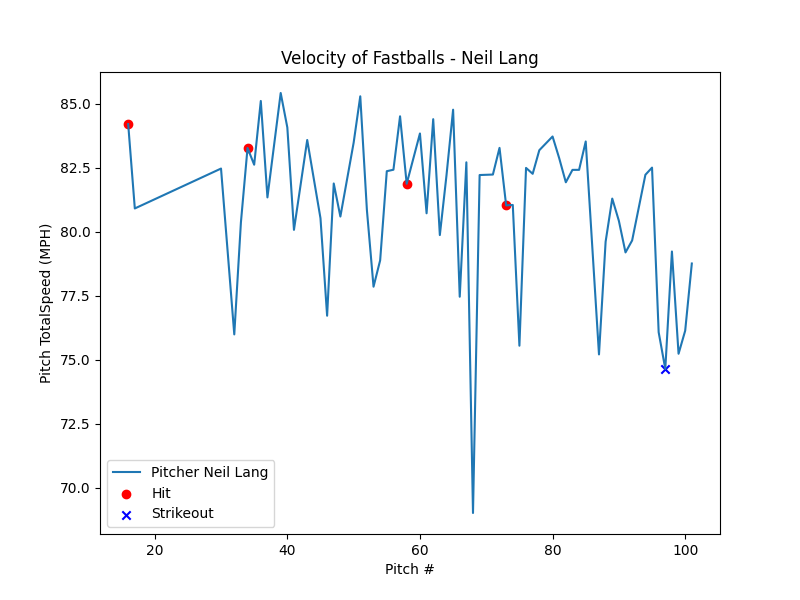 Velocity of Fastballs - Neil Lang
85.0
82.5
80.0
77.5
75.0
72.5
70.0
Pitch TotalSpeed (MPH)
Pitcher Neil Lang
Hit
Strikeout
20 40 60 80 100
Pitch #